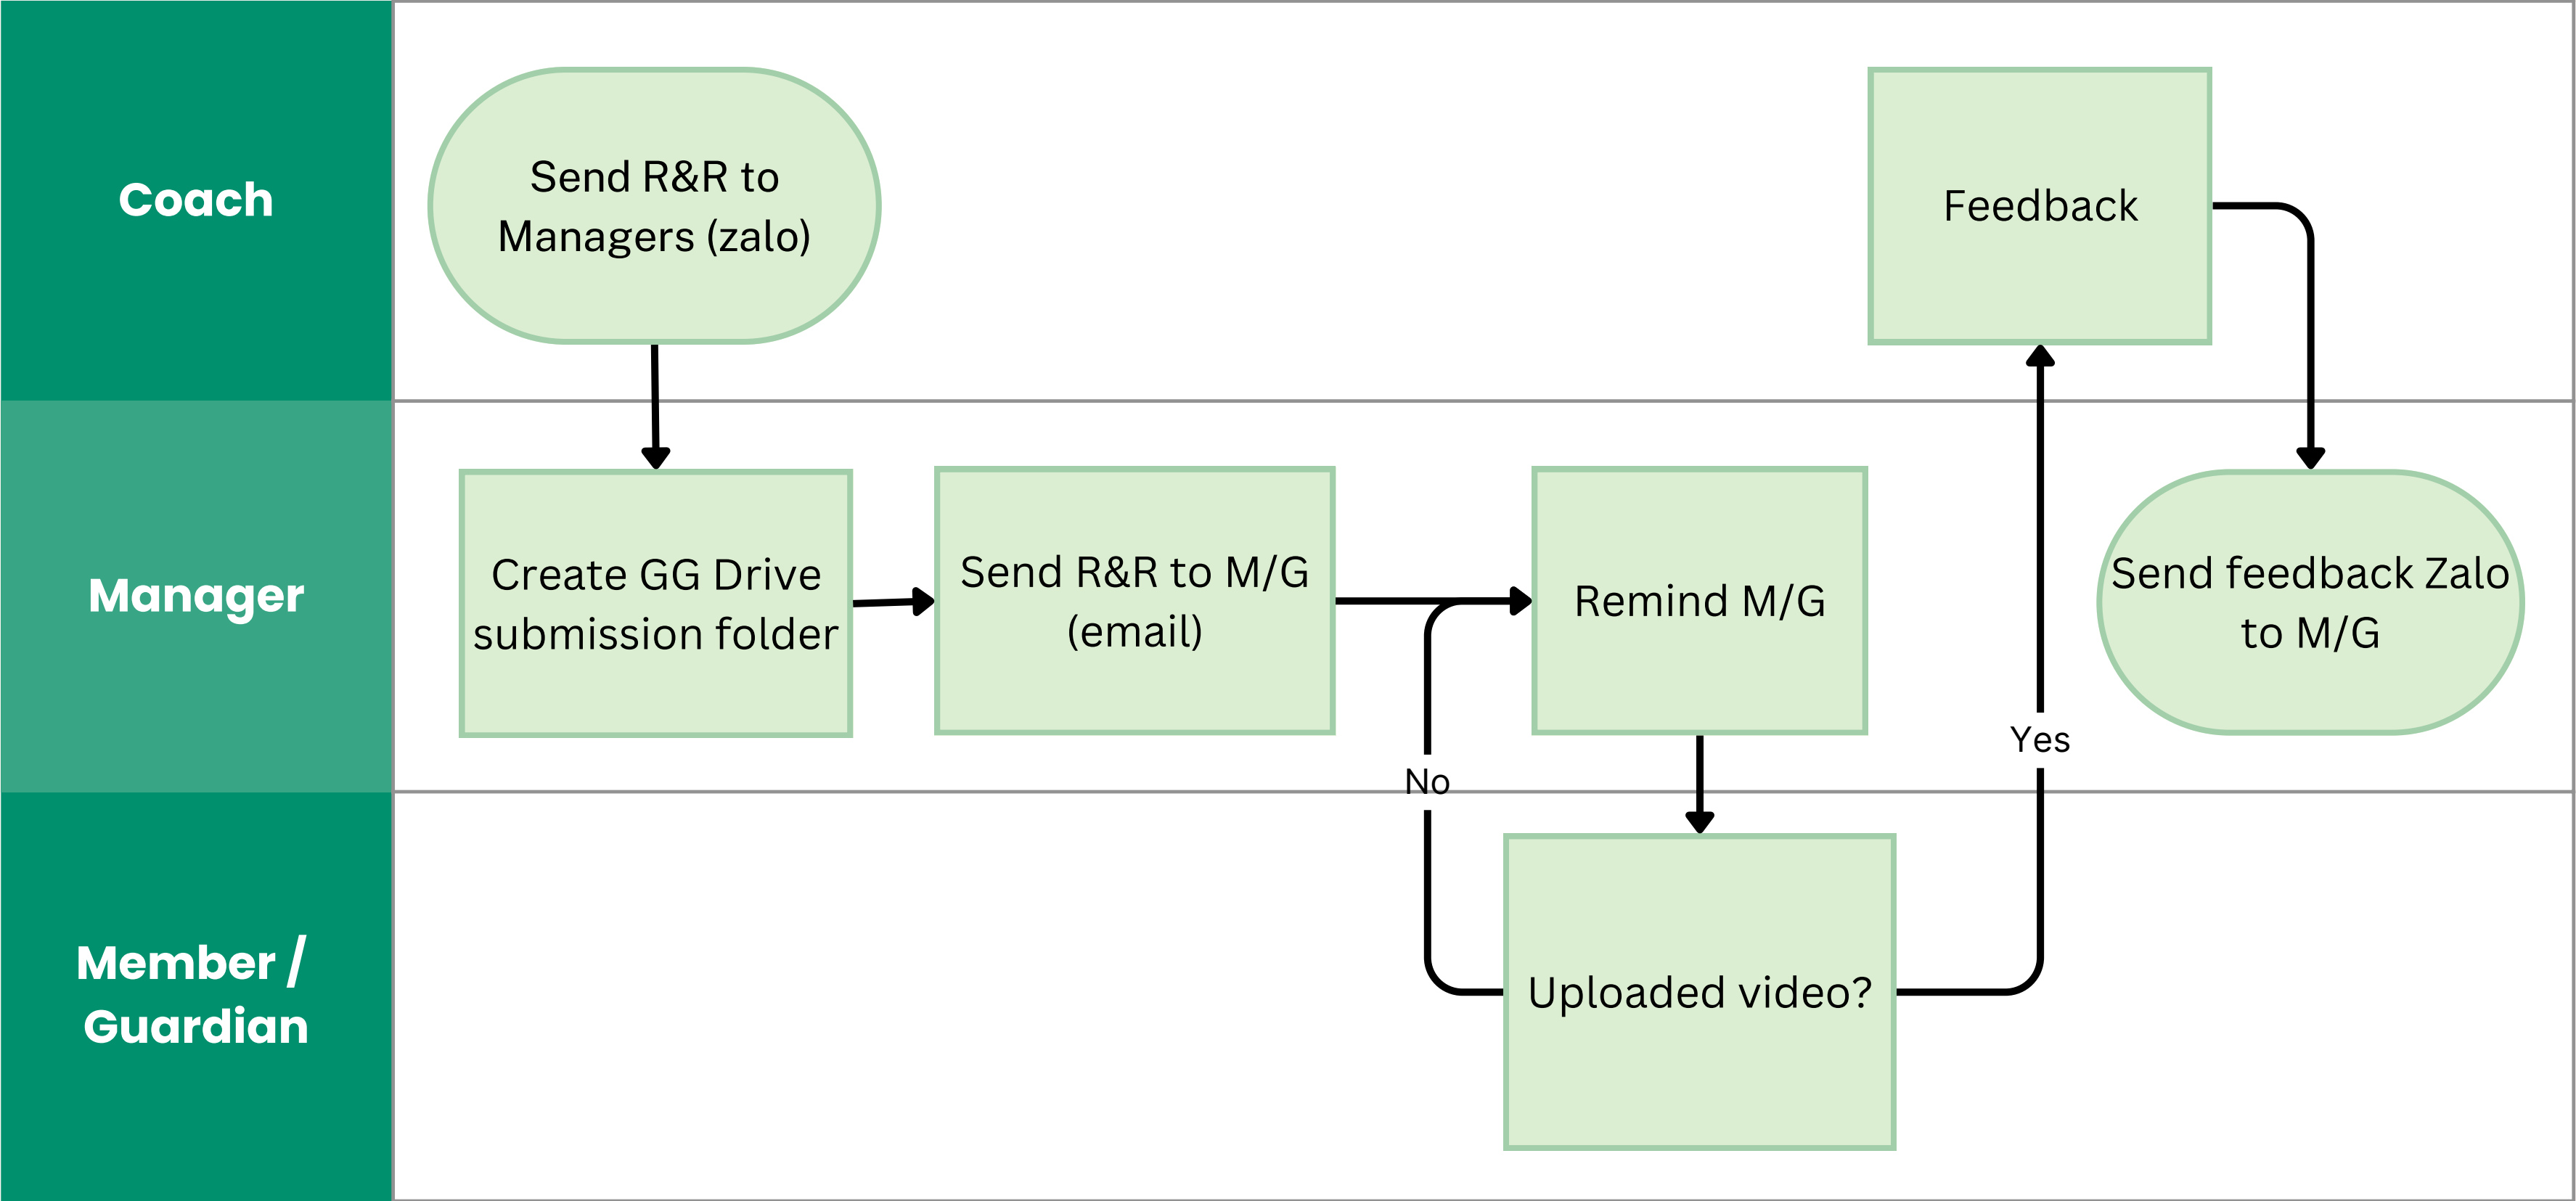 Coach
Send R&R to
Managers (zalo)
Feedback
Manager
Create GG Drive
submission folder
Send R&R to M/G
(email)
Remind M/G
Send feedback Zalo
to M/G
No
Yes
Member /
Guardian
Uploaded video?